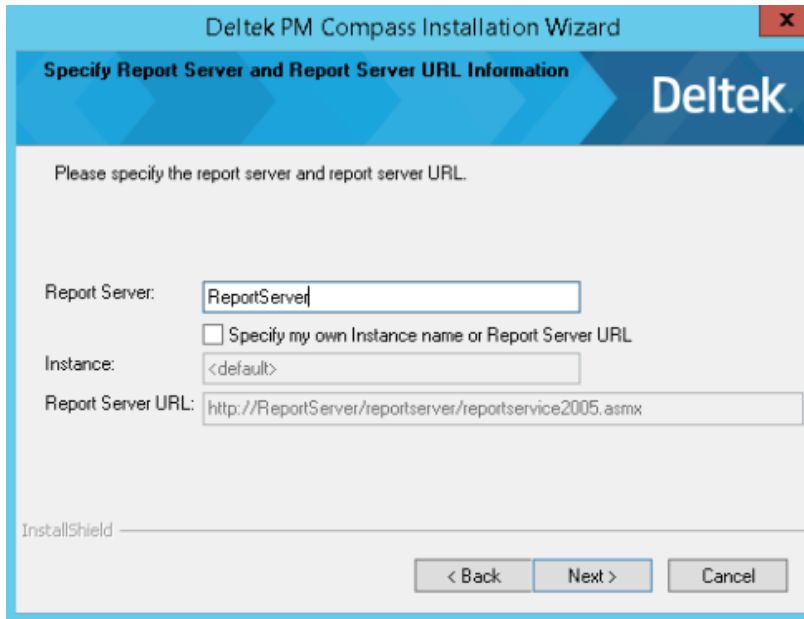 Deltek PM Compass Installation Wizard
x
Specify Report Server and Report Server URL Information
Deltek.
Please specify the report server and report server URL.
Report Server: ReportServer
Specify my own Instance name or Report Server URL
Instance: <default>
Report Server URL: http://ReportServer/reportserver/reportservice2005.asmx
InstallShield
< Back Next > Cancel